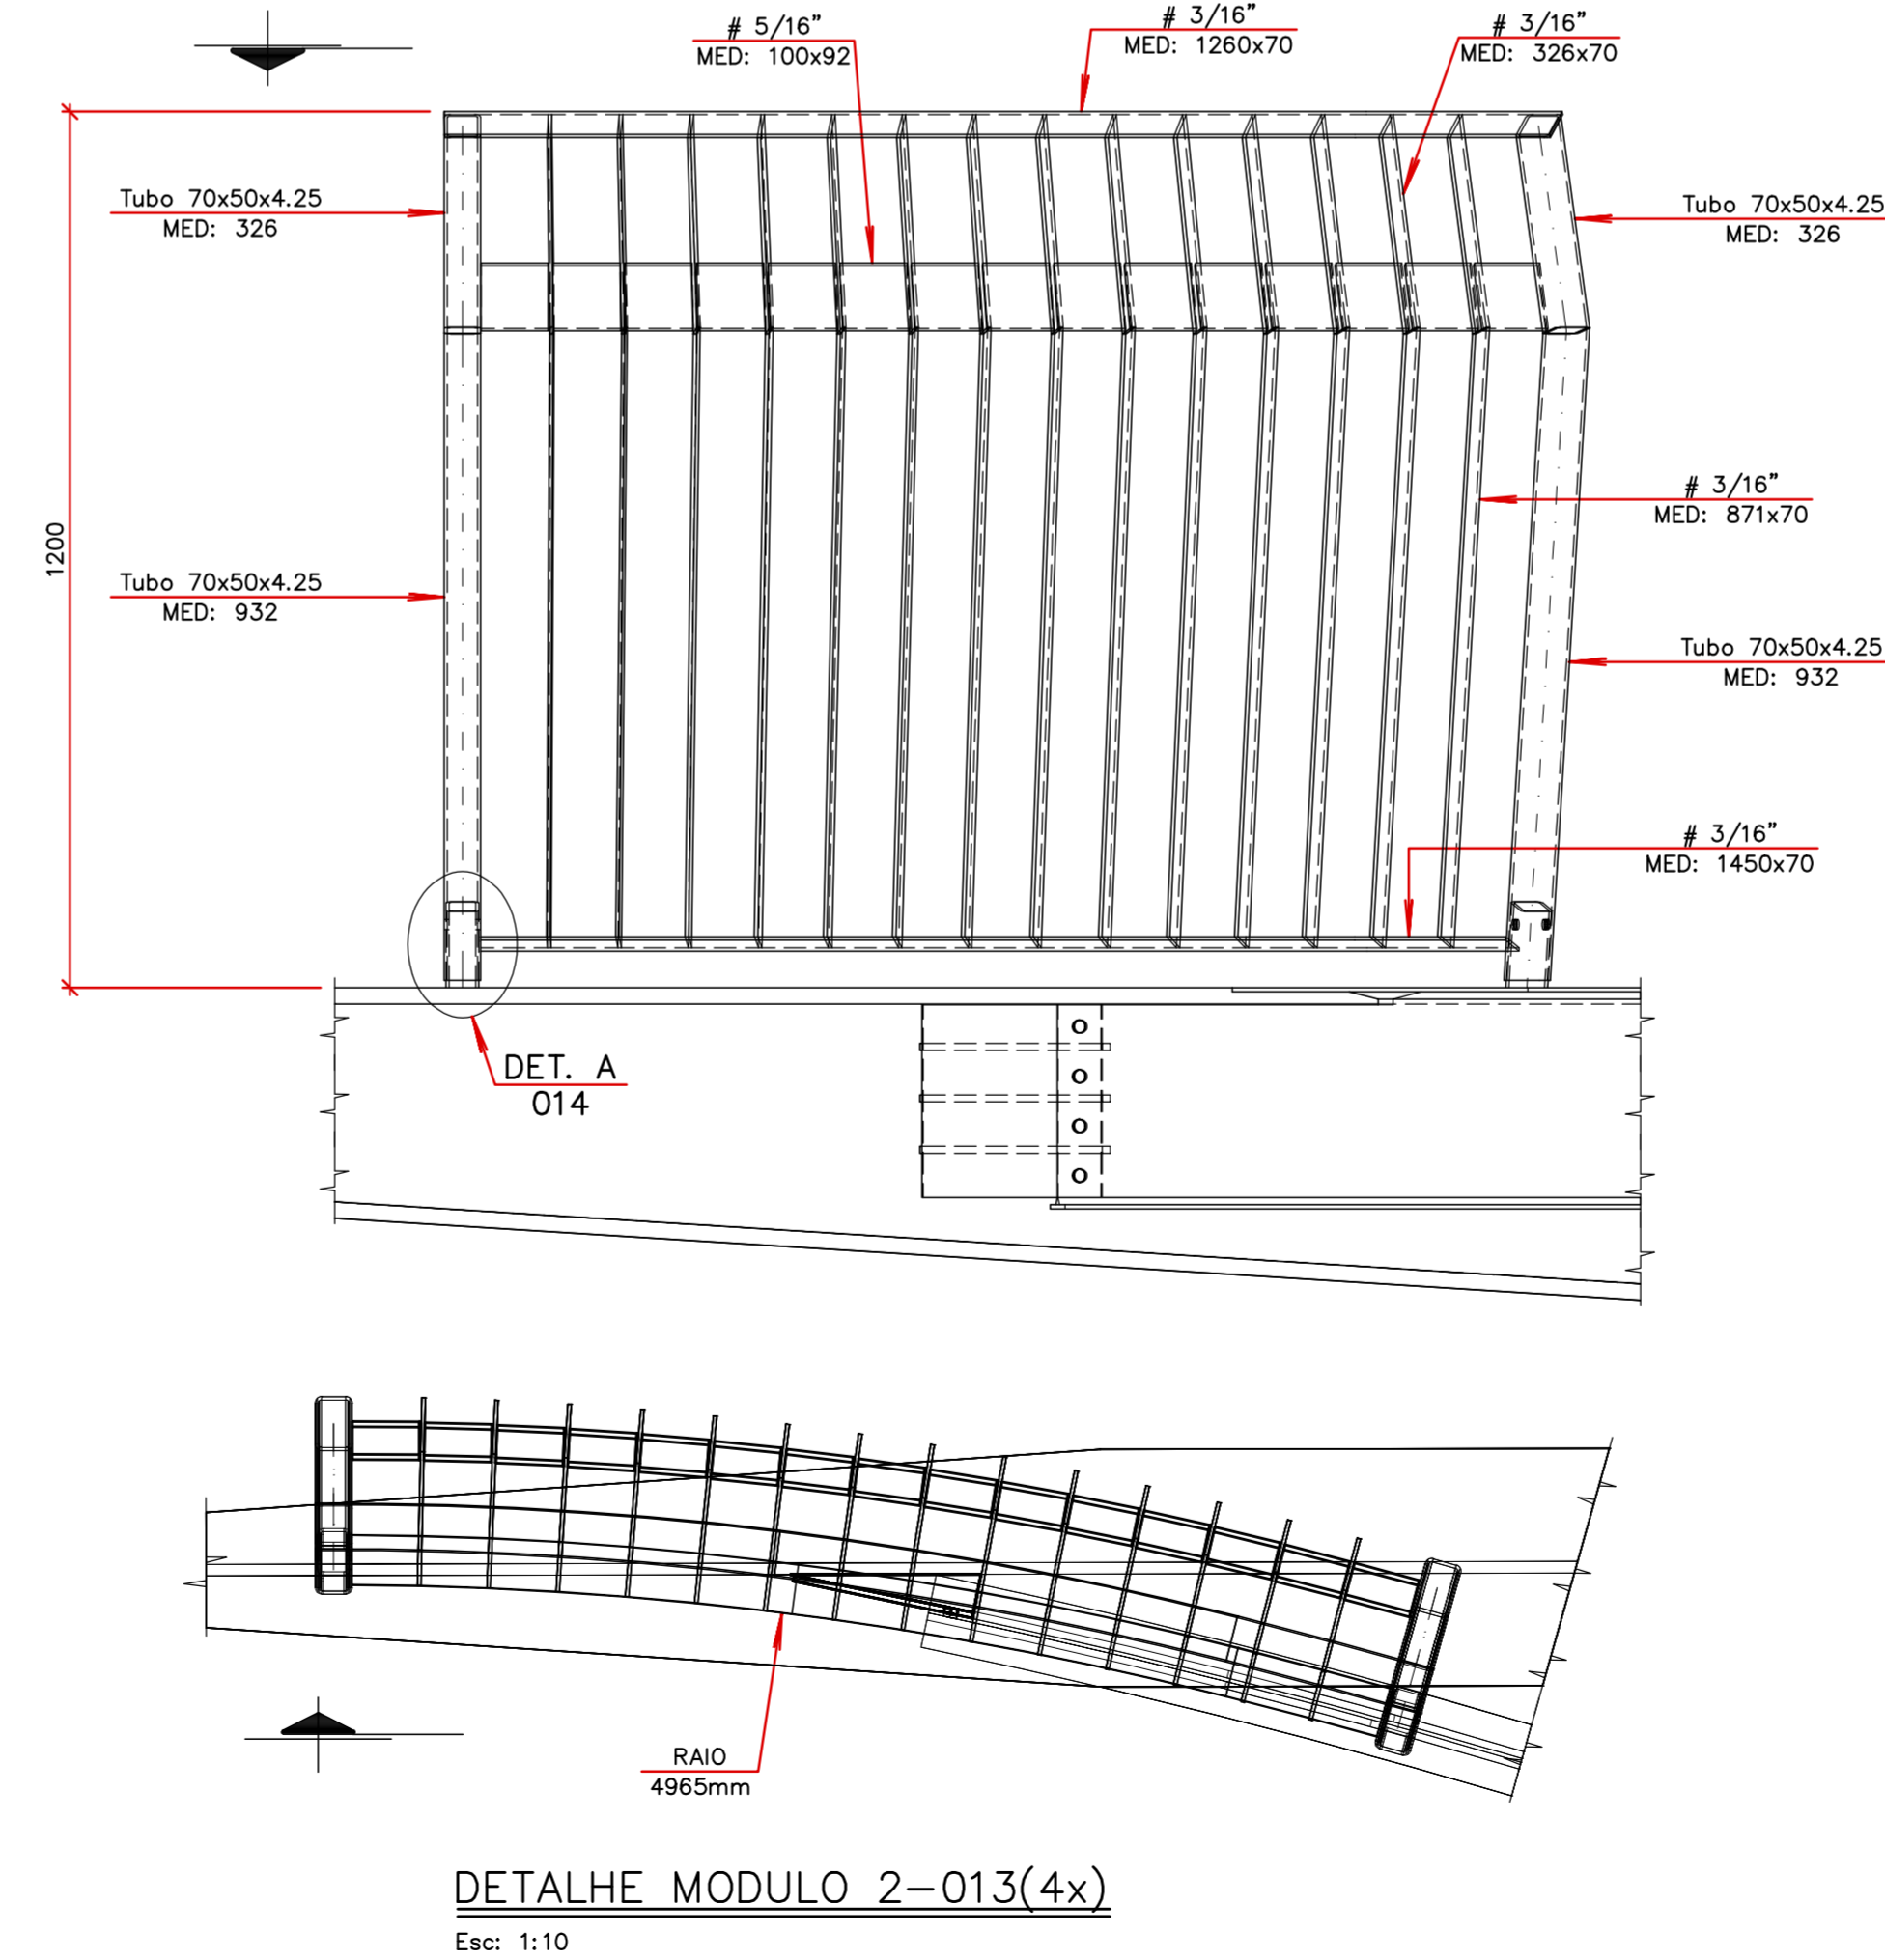 # 5/16”
MED: 100x92
# 3/16”
MED: 1260x70
# 3/16”
MED: 326x70
Tubo 70x50x4.25
MED: 326
Tubo 70x50x4.25
MED: 326
# 3/16”
MED: 871x70
1200
Tubo 70x50x4.25
MED: 932
Tubo 70x50x4.25
MED: 932
# 3/16”
MED: 1450x70
DET. A
014
RAIO
4965mm
DETALHE MODULO 2-013(4x)
Esc: 1:10